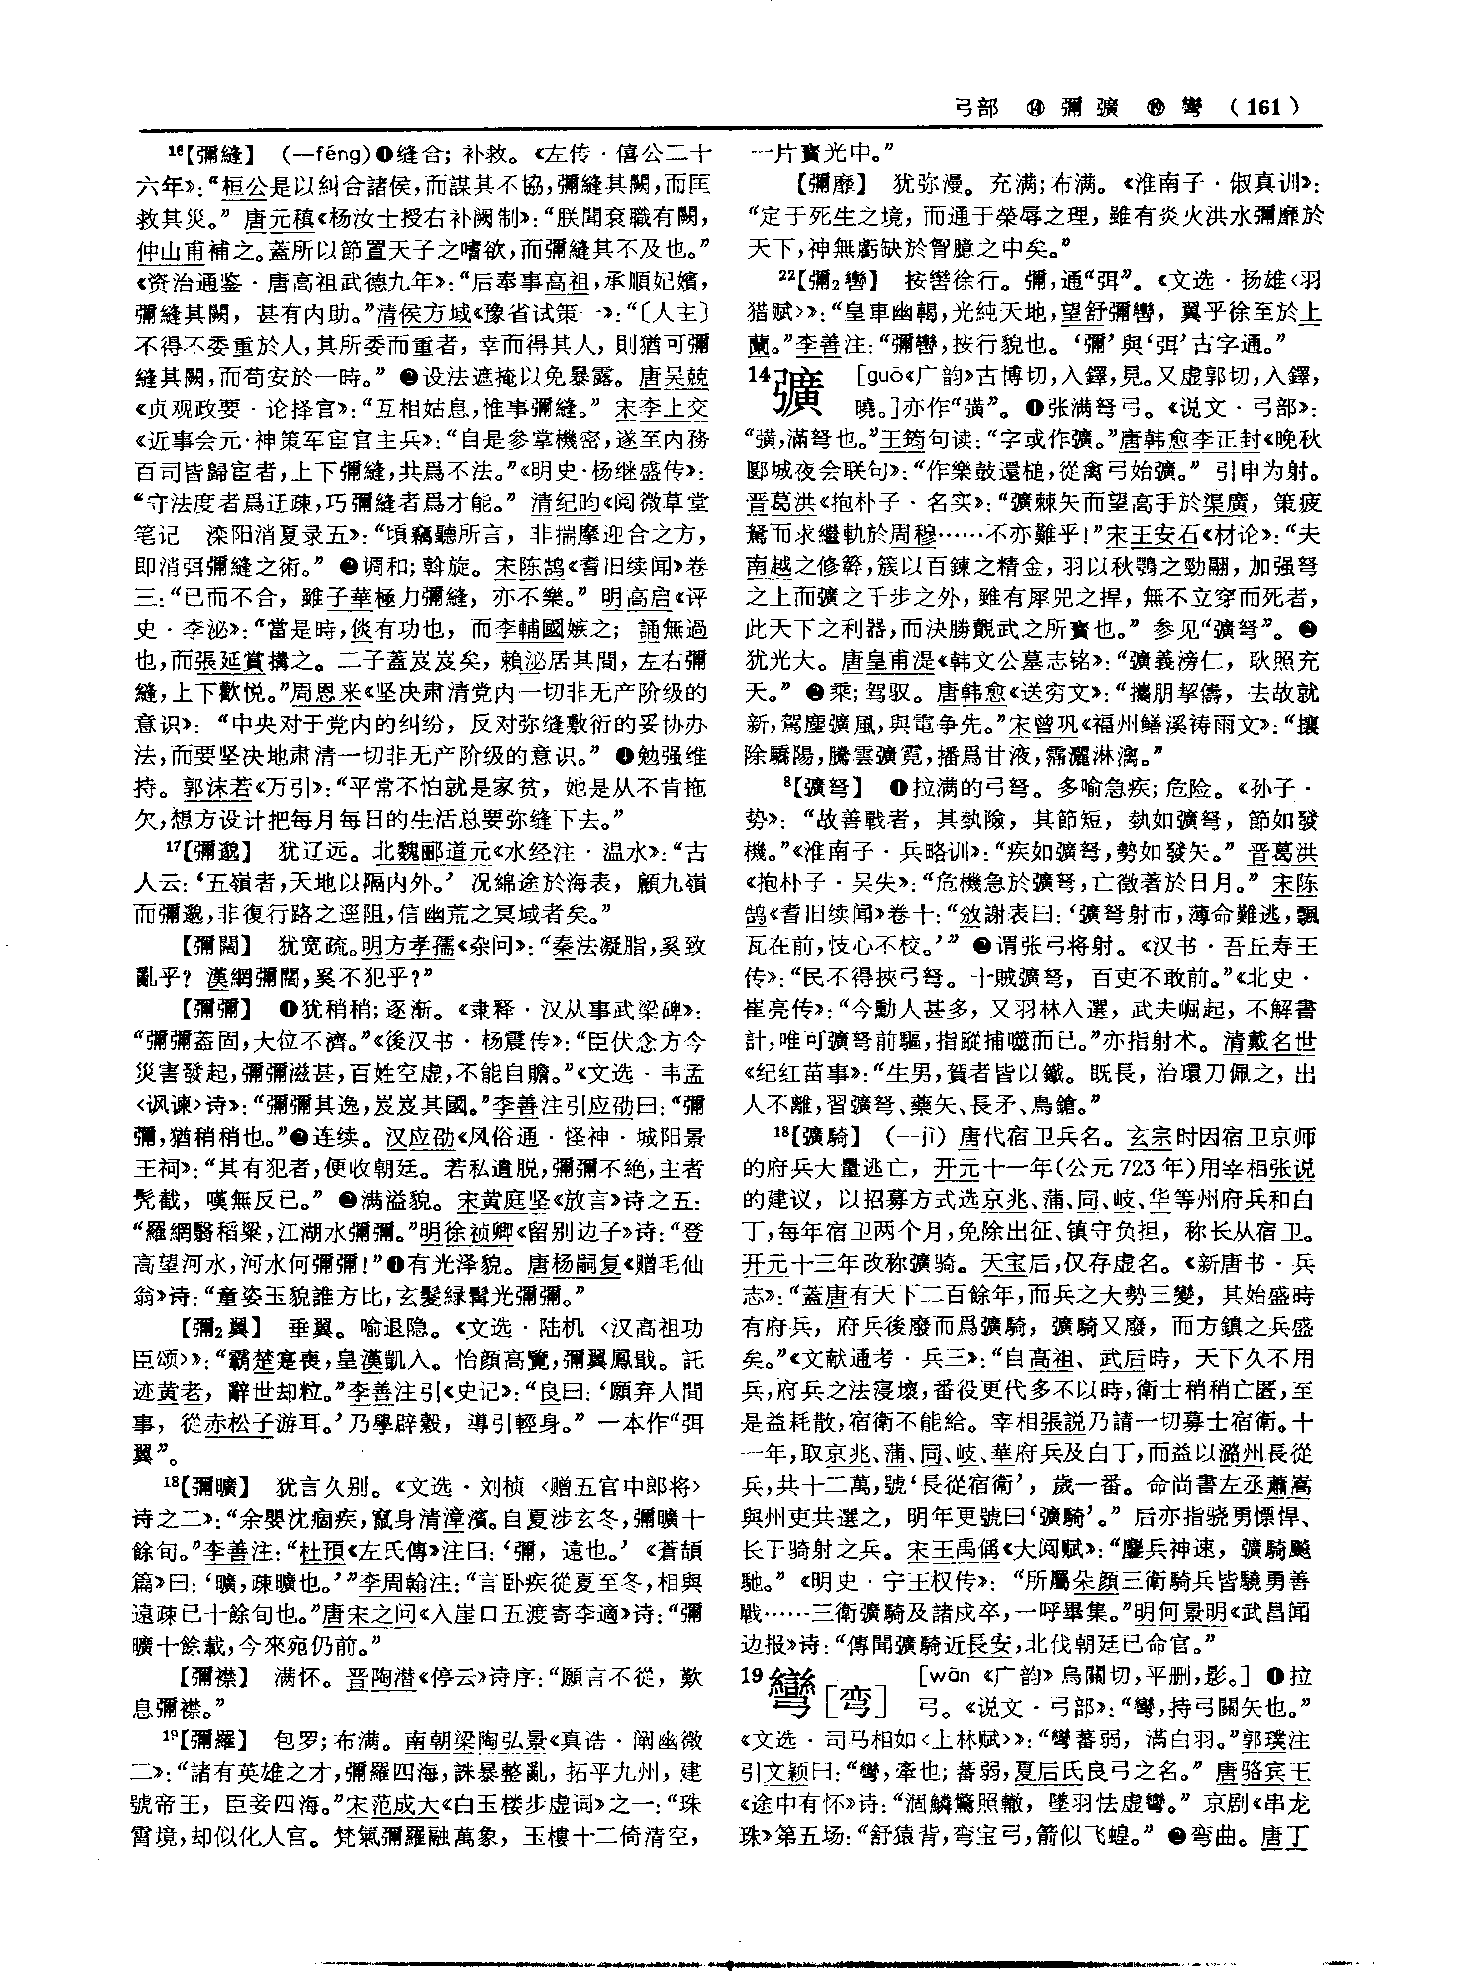 弓部　⑭ 彌 彍　⑲ 彎（161）
¹⁶【彌縫】　（—féng）❶缝合；补救。《左传·僖公二十
六年》：“桓公是以糾合諸侯，而謀其不協，彌縫其闕，而匡
救其災。”唐元稹《杨汝士授右补阙制》：“朕聞袞職有闕，
仲山甫補之。蓋所以節置天子之嗜欲，而彌縫其不及也。”
《资治通鉴·唐高祖武德九年》：“后奉事高祖，承順妃嬪，
彌縫其闕，甚有内助。”清侯方域《豫省试策一》：“〔人主〕
不得不委重於人，其所委而重者，幸而得其人，則猶可彌
縫其闕，而苟安於一時。”❷设法遮掩以免暴露。唐吴兢
《贞观政要·论择官》：“互相姑息，惟事彌縫。”宋李上交
《近事会元·神策军宦官主兵》：“自是參掌機密，遂至内務
百司皆歸宦者，上下彌縫，共爲不法。”《明史·杨继盛传》：
“守法度者爲迂疎，巧彌縫者爲才能。”清纪昀《阅微草堂
笔记　滦阳消夏录五》：“頃竊聽所言，非揣摩迎合之方，
即消弭彌縫之術。”❸调和；斡旋。宋陈鹄《耆旧续闻》卷
三：“已而不合，雖子華極力彌縫，亦不樂。”明高启《评
史·李泌》：“當是時，倓有功也，而李輔國嫉之；誦無過
也，而張延賞搆之。二子蓋岌岌矣，賴泌居其間，左右彌
縫，上下歡悦。”周恩来《坚决肃清党内一切非无产阶级的
意识》：“中央对于党内的纠纷，反对弥缝敷衍的妥协办
法，而要坚决地肃清一切非无产阶级的意识。”❹勉强维
持。郭沫若《万引》：“平常不怕就是家贫，她是从不肯拖
欠，想方设计把每月每日的生活总要弥缝下去。”
¹⁷【彌邈】　犹辽远。北魏郦道元《水经注·温水》：“古
人云：‘五嶺者，天地以隔内外。’况綿途於海表，顧九嶺
而彌邈，非復行路之逕阻，信幽荒之冥域者矣。”
【彌闊】　犹宽疏。明方孝孺《杂问》：“秦法凝脂，奚致
亂乎？漢網彌闊，奚不犯乎？”
【彌彌】　❶犹稍稍；逐渐。《隶释·汉从事武梁碑》：
“彌彌蓋固，大位不濟。”《後汉书·杨震传》：“臣伏念方今
災害發起，彌彌滋甚，百姓空虚，不能自贍。”《文选·韦孟
〈讽谏〉诗》：“彌彌其逸，岌岌其國。”李善注引应劭曰：“彌
彌，猶稍稍也。”❷连续。汉应劭《风俗通·怪神·城阳景
王祠》：“其有犯者，便收朝廷。若私遺脱，彌彌不絶，主者
髡截，嘆無反已。”❸满溢貌。宋黄庭坚《放言》诗之五：
“羅網翳稻粱，江湖水彌彌。”明徐祯卿《留别边子》诗：“登
高望河水，河水何彌彌！”❹有光泽貌。唐杨嗣复《赠毛仙
翁》诗：“童姿玉貌誰方比，玄髮緑鬢光彌彌。”
【彌₂翼】　垂翼。喻退隐。《文选·陆机〈汉高祖功
臣颂〉》：“霸楚寔喪，皇漢凱入。怡顔高覽，彌翼鳳戢。託
迹黄老，辭世却粒。”李善注引《史记》：“良曰：‘願弃人間
事，從赤松子游耳。’乃學辟穀，導引輕身。”一本作“弭
翼”。
¹⁸【彌曠】　犹言久别。《文选·刘桢〈赠五官中郎将〉
诗之二》：“余嬰沈痼疾，竄身清漳濱。自夏涉玄冬，彌曠十
餘旬。”李善注：“杜預《左氏傳》注曰：‘彌，遠也。’《蒼頡
篇》曰：‘曠，疎曠也。’”李周翰注：“言卧疾從夏至冬，相與
遠疎已十餘旬也。”唐宋之问《入崖口五渡寄李適》诗：“彌
曠十餘載，今來宛仍前。”
【彌襟】　满怀。晋陶潜《停云》诗序：“願言不從，歎
息彌襟。”
¹⁹【彌羅】　包罗；布满。南朝梁陶弘景《真诰·阐幽微
二》：“諸有英雄之才，彌羅四海，誅暴整亂，拓平九州，建
號帝王，臣妾四海。”宋范成大《白玉楼步虚词》之一：“珠
霄境，却似化人宫。梵氣彌羅融萬象，玉樓十二倚清空，
一片寳光中。”
【彌靡】　犹弥漫。充满；布满。《淮南子·俶真训》：
“定于死生之境，而通于榮辱之理，雖有炎火洪水彌靡於
天下，神無虧缺於胷臆之中矣。”
²²【彌₂轡】　按辔徐行。彌，通“弭”。《文选·扬雄〈羽
猎赋〉》：“皇車幽輵，光純天地，望舒彌轡，翼乎徐至於上
蘭。”李善注：“彌轡，按行貌也。‘彌’與‘弭’古字通。”
14彍　［guō《广韵》古博切，入鐸，見。又虚郭切，入鐸，
曉。］亦作“彉”。❶张满弩弓。《说文·弓部》：
“彉，滿弩也。”王筠句读：“字或作彍。”唐韩愈李正封《晚秋
郾城夜会联句》：“作樂鼓還槌，從禽弓始彍。”引申为射。
晋葛洪《抱朴子·名实》：“彍棘矢而望高手於渠廣，策疲
駑而求繼軌於周穆……不亦難乎！”宋王安石《材论》：“夫
南越之修簳，簇以百鍊之精金，羽以秋鶚之勁翮，加强弩
之上而彍之千步之外，雖有犀兕之捍，無不立穿而死者，
此天下之利器，而決勝覿武之所寳也。”参见“彍弩”。❷
犹光大。唐皇甫湜《韩文公墓志铭》：“彍義滂仁，耿照充
天。”❸乘；驾驭。唐韩愈《送穷文》：“攜朋挈儔，去故就
新，駕塵彍風，與電争先。”宋曾巩《福州鳝溪祷雨文》：“攘
除驕陽，騰雲彍霓，播爲甘液，霈灑淋漓。”
⁸【彍弩】　❶拉满的弓弩。多喻急疾；危险。《孙子·
势》：“故善戰者，其埶險，其節短，埶如彍弩，節如發
機。”《淮南子·兵略训》：“疾如彍弩，勢如發矢。”晋葛洪
《抱朴子·吴失》：“危機急於彍弩，亡徵著於日月。”宋陈
鹄《耆旧续闻》卷十：“攽謝表曰：‘彍弩射市，薄命難逃，飄
瓦在前，忮心不校。’”❷谓张弓将射。《汉书·吾丘寿王
传》：“民不得挾弓弩。十賊彍弩，百吏不敢前。”《北史·
崔亮传》：“今勳人甚多，又羽林入選，武夫崛起，不解書
計，唯可彍弩前驅，指蹤捕噬而已。”亦指射术。清戴名世
《纪红苗事》：“生男，賀者皆以鐵。既長，治環刀佩之，出
人不離，習彍弩、藥矢、長矛、鳥鎗。”
¹⁸【彍騎】　（—jì）唐代宿卫兵名。玄宗时因宿卫京师
的府兵大量逃亡，开元十一年（公元723年）用宰相张说
的建议，以招募方式选京兆、蒲、同、岐、华等州府兵和白
丁，每年宿卫两个月，免除出征、镇守负担，称长从宿卫。
开元十三年改称彍骑。天宝后，仅存虚名。《新唐书·兵
志》：“蓋唐有天下二百餘年，而兵之大勢三變，其始盛時
有府兵，府兵後廢而爲彍騎，彍騎又廢，而方鎮之兵盛
矣。”《文献通考·兵三》：“自高祖、武后時，天下久不用
兵，府兵之法寖壞，番役更代多不以時，衛士稍稍亡匿，至
是益耗散，宿衛不能給。宰相張説乃請一切募士宿衛。十
一年，取京兆、蒲、同、岐、華府兵及白丁，而益以潞州長從
兵，共十二萬，號‘長從宿衛’，歲一番。命尚書左丞蕭嵩
與州吏共選之，明年更號曰‘彍騎’。”后亦指骁勇慓悍、
长于骑射之兵。宋王禹偁《大阅赋》：“鏖兵神速，彍騎飈
馳。”《明史·宁王权传》：“所屬朵顔三衛騎兵皆驍勇善
戰……三衛彍騎及諸戍卒，一呼畢集。”明何景明《武昌闻
边报》诗：“傳聞彍騎近長安，北伐朝廷已命官。”
19彎［弯］　［wān《广韵》烏關切，平删，影。］❶拉
弓。《说文·弓部》：“彎，持弓關矢也。”
《文选·司马相如〈上林赋〉》：“彎蕃弱，滿白羽。”郭璞注
引文颖曰：“彎，牽也；蕃弱，夏后氏良弓之名。”唐骆宾王
《途中有怀》诗：“涸鱗驚照轍，墜羽怯虚彎。”京剧《串龙
珠》第五场：“舒猿背，弯宝弓，箭似飞蝗。”❷弯曲。唐丁